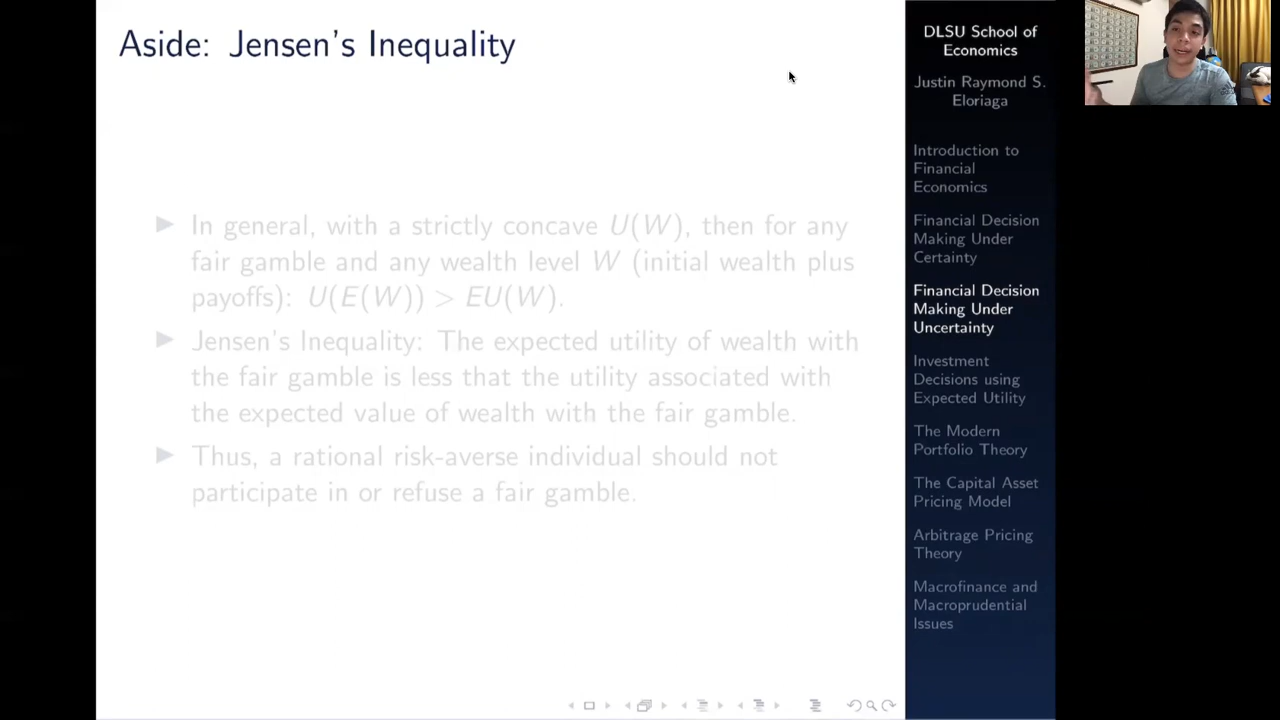 Aside: Jensen's Inequality
In general, with a strictly concave U(W), then for any
fair gamble and any wealth level W (initial wealth plus
payoffs): U(E(W)) > EU(W).
Jensen's Inequality: The expected utility of wealth with
the fair gamble is less that the utility associated with
the expected value of wealth with the fair gamble.
Thus, a rational risk-averse individual should not
participate in or refuse a fair gamble.
DLSU School of
Economics
Justin Raymond S.
Eloriaga
Introduction to
Financial
Economics
Financial Decision
Making Under
Certainty
Financial Decision
Making Under
Uncertainty
Investment
Decisions using
Expected Utility
The Modern
Portfolio Theory
The Capital Asset
Pricing Model
Arbitrage Pricing
Theory
Macrofinance and
Macroprudential
Issues